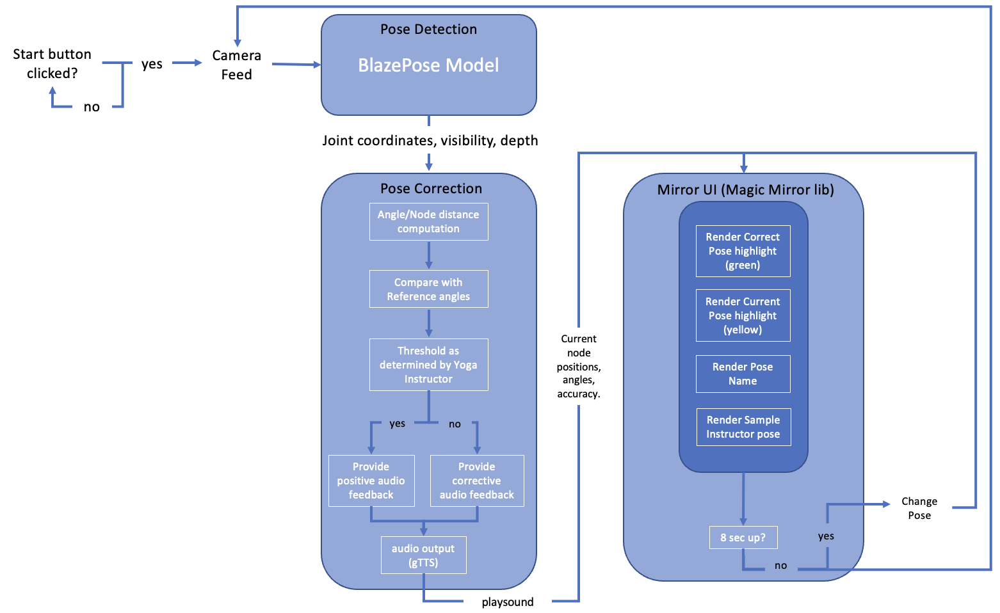 Start button
clicked?
yes
no
Camera
Feed
Pose Detection
BlazePose Model
Joint coordinates, visibility, depth
Pose Correction
Angle/Node distance
computation
Compare with
Reference angles
Threshold as
determined by Yoga
Instructor
yes
no
Provide
positive audio
feedback
Provide
corrective
audio feedback
audio output
(gTTS)
playsound
Current
node
positions,
angles,
accuracy.
Mirror UI (Magic Mirror lib)
Render Correct
Pose highlight
(green)
Render Current
Pose highlight
(yellow)
Render Pose
Name
Render Sample
Instructor pose
8 sec up?
yes
no
Change
Pose